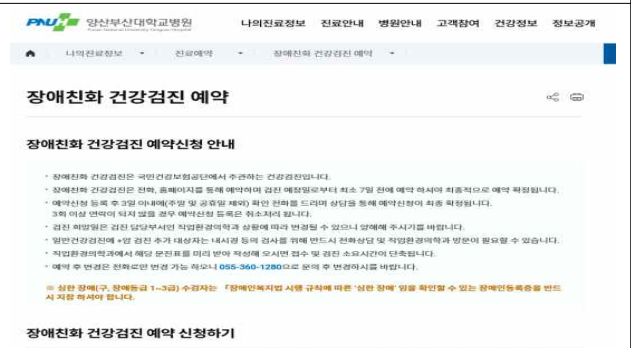 PNU 양산부산대학교병원
Pusan National University Yangsan Hospital
나의진료정보 진료안내 병원안내 고객참여 건강정보 정보공개
나의진료정보 진료예약 장애친화 건강검진 예약
장애친화 건강검진 예약
장애친화 건강검진 예약신청 안내
· 장애친화 건강검진은 국민건강보험공단에서 주관하는 건강검진입니다.
· 장애친화 건강검진은 전화, 홈페이지를 통해 예약하며 검진 예정일로부터 최소 7일 전에 예약 하셔야 최종적으로 예약 확정됩니다.
· 예약신청 등록 후 3일 이내에(주말 및 공휴일 제외) 확인 전화를 드리며 상담을 통해 예약신청이 최종 확정됩니다.
3회 이상 연락이 되지 않을 경우 예약신청 등록은 취소처리 됩니다.
· 검진 희망일은 검진 담당부서인 직업환경의학과 상황에 따라 변경될 수 있으니 양해해 주시기를 바랍니다.
· 일반건강검진에 +암 검진 추가 대상자는 내시경 등의 검사를 위해 반드시 전화상담 및 직업환경의학과 방문이 필요할 수 있습니다.
· 직업환경의학과에서 해당 문진표를 미리 받아 작성해 오시면 접수 및 검진 소요시간이 단축됩니다.
· 예약 후 변경은 전화로만 변경 가능 하오니 055-360-1280으로 문의 후 변경하시를 바랍니다.
※ 심한 장애(구, 장애등급 1~3급) 수검자는 「장애인복지법 시행 규칙에 따른 '심한 장애' 임을 확인할 수 있는 장애인등록증을 반드
시 지참 하셔야 합니다.
장애친화 건강검진 예약 신청하기